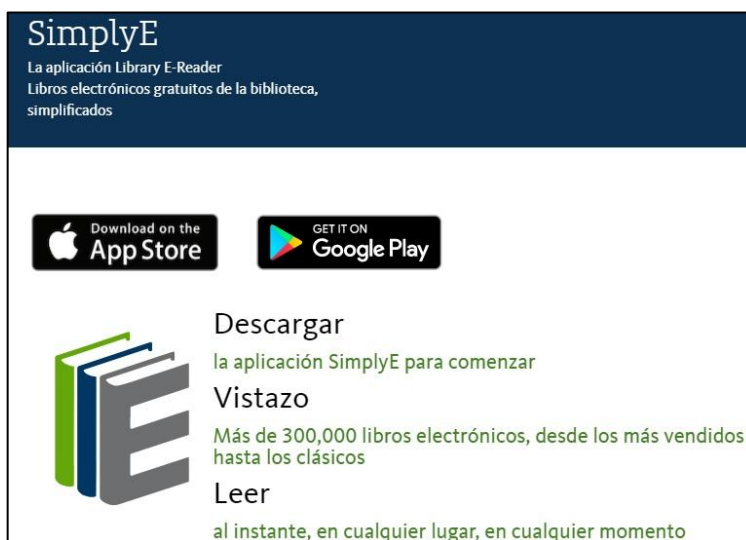 SimplyE
La aplicación Library E-Reader
Libros electrónicos gratuitos de la biblioteca,
simplificados
Download on the
App Store
GET IT ON
Google Play
Descargar
la aplicación SimplyE para comenzar
Vistazo
Más de 300,000 libros electrónicos, desde los más vendidos
hasta los clásicos
Leer
al instante, en cualquier lugar, en cualquier momento
E